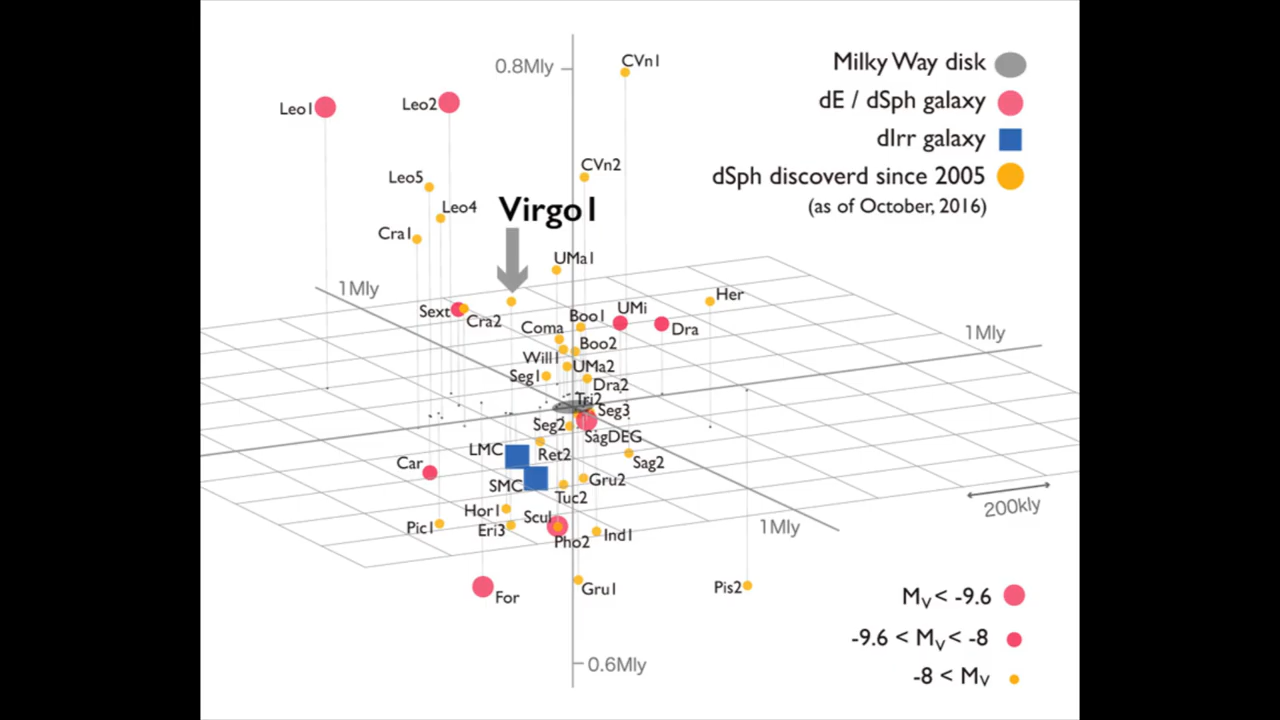 0.8Mly
CVn1
Milky Way disk
Leo1
Leo2
dE / dSph galaxy
dIrr galaxy
CVn2
dSph discoverd since 2005
(as of October, 2016)
Leo5
Leo4
Virgo1
Cra1
UMa1
1Mly
Sext
Cra2
Her
UMi
Boo1
Dra
Coma
Boo2
1Mly
Will1
UMa2
Seg1
Dra2
Tri2
Seg3
Seg2
SagDEG
LMC
Ret2
Sag2
Car
SMC
Gru2
Tuc2
Hor1
Scul
Pic1
Eri3
Pho2
Ind1
1Mly
200kly
For
Gru1
Pis2
MV < -9.6
-9.6 < MV < -8
0.6Mly
-8 < MV